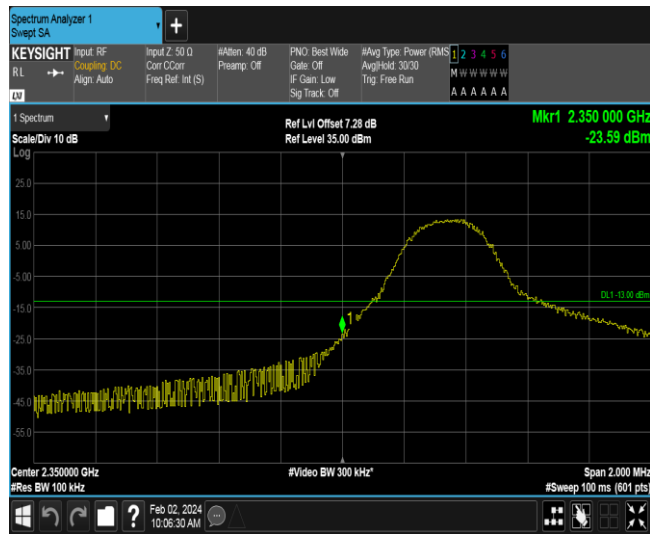 Spectrum Analyzer 1
Swept SA
+
KEYSIGHT
RL
LXI
Input: RF
Coupling: DC
Align: Auto
Input Z: 50 Ω
Corr CCorr
Freq Ref: Int (S)
#Atten: 40 dB
Preamp: Off
PNO: Best Wide
Gate: Off
IF Gain: Low
Sig Track: Off
#Avg Type: Power (RMS
Avg|Hold: 30/30
Trig: Free Run
1 2 3 4 5 6
M W W W W W
A A A A A A
1 Spectrum
Scale/Div 10 dB
Ref Lvl Offset 7.28 dB
Ref Level 35.00 dBm
Mkr1 2.350 000 GHz
-23.59 dBm
Log
25.0
15.0
5.00
-5.00
DL1 -13.00 dBm
-15.0
1
-25.0
-35.0
-45.0
-55.0
Center 2.350000 GHz
#Res BW 100 kHz
#Video BW 300 kHz*
Span 2.000 MHz
#Sweep 100 ms (601 pts)
?
Feb 02, 2024
10:06:30 AM